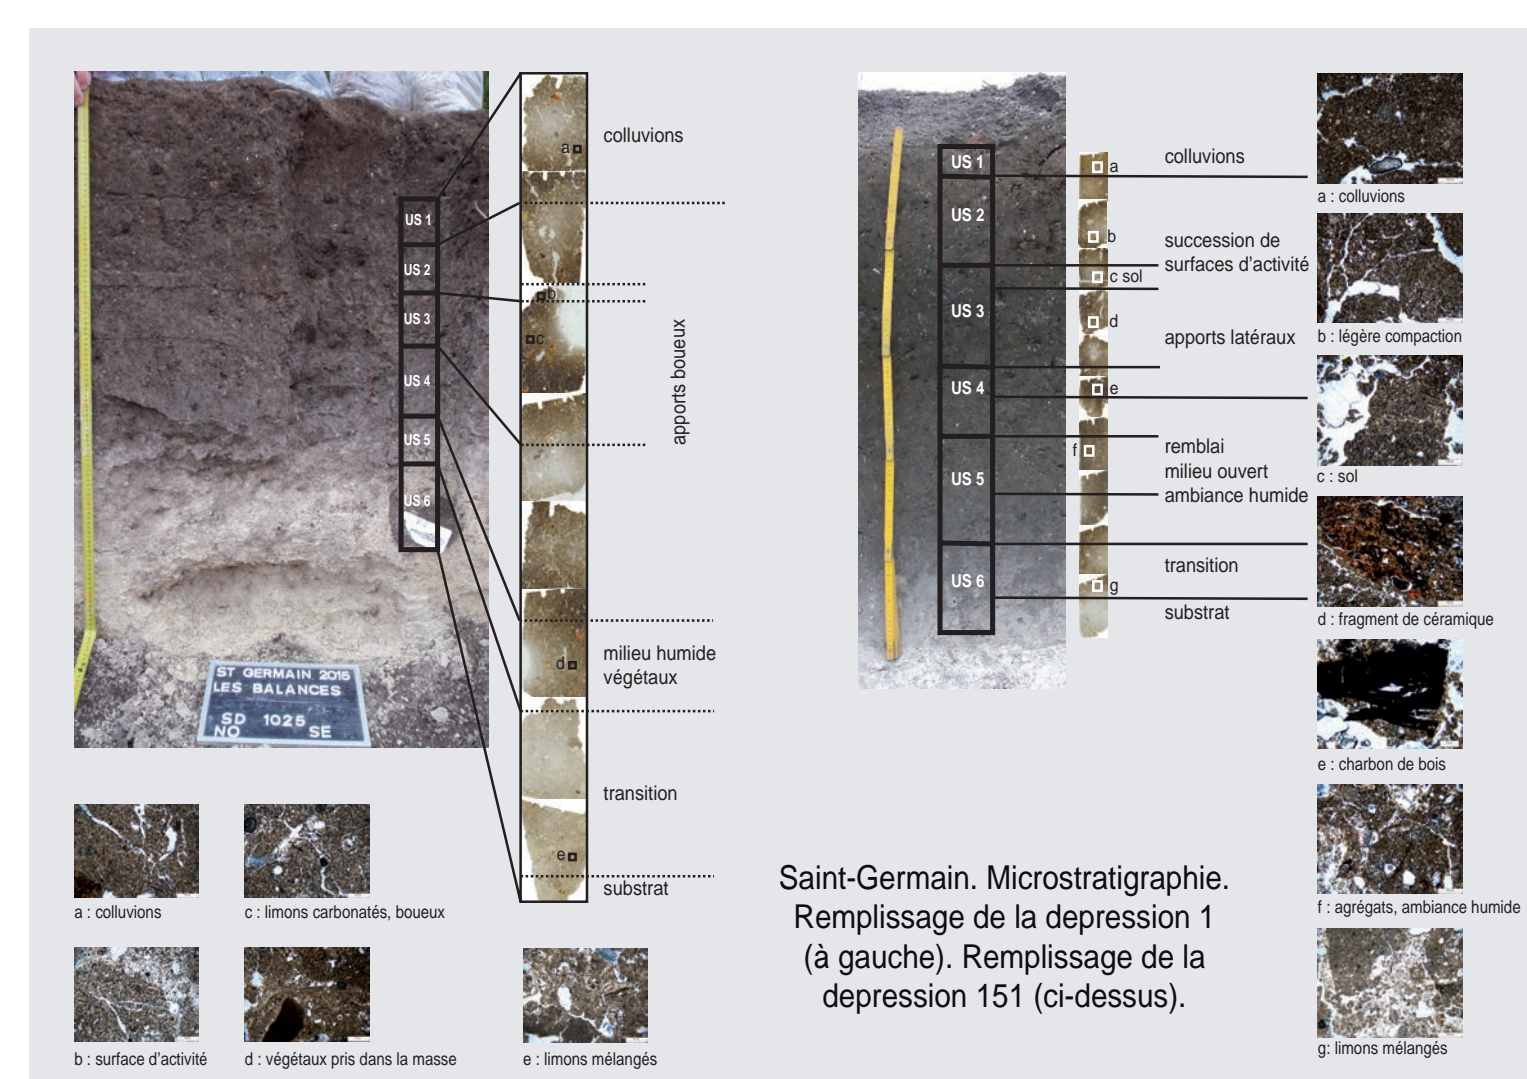 US 1
US 2
US 3
US 4
US 5
US 6
ST GERMAIN 2015
LES BALANCES
SD 1025
NO SE
a
b
c
d
e
colluvions
apports boueux
milieu humide
végétaux
transition
substrat
US 1
US 2
US 3
US 4
US 5
US 6
a
b
c sol
d
e
f
g
colluvions
succession de
surfaces d'activité
apports latéraux
remblai
milieu ouvert
ambiance humide
transition
substrat
a : colluvions
b : légère compaction
c : sol
d : fragment de céramique
e : charbon de bois
f : agrégats, ambiance humide
g: limons mélangés
a : colluvions
c : limons carbonatés, boueux
b : surface d'activité
d : végétaux pris dans la masse
e : limons mélangés
Saint-Germain. Microstratigraphie.
Remplissage de la depression 1
(à gauche). Remplissage de la
depression 151 (ci-dessus).